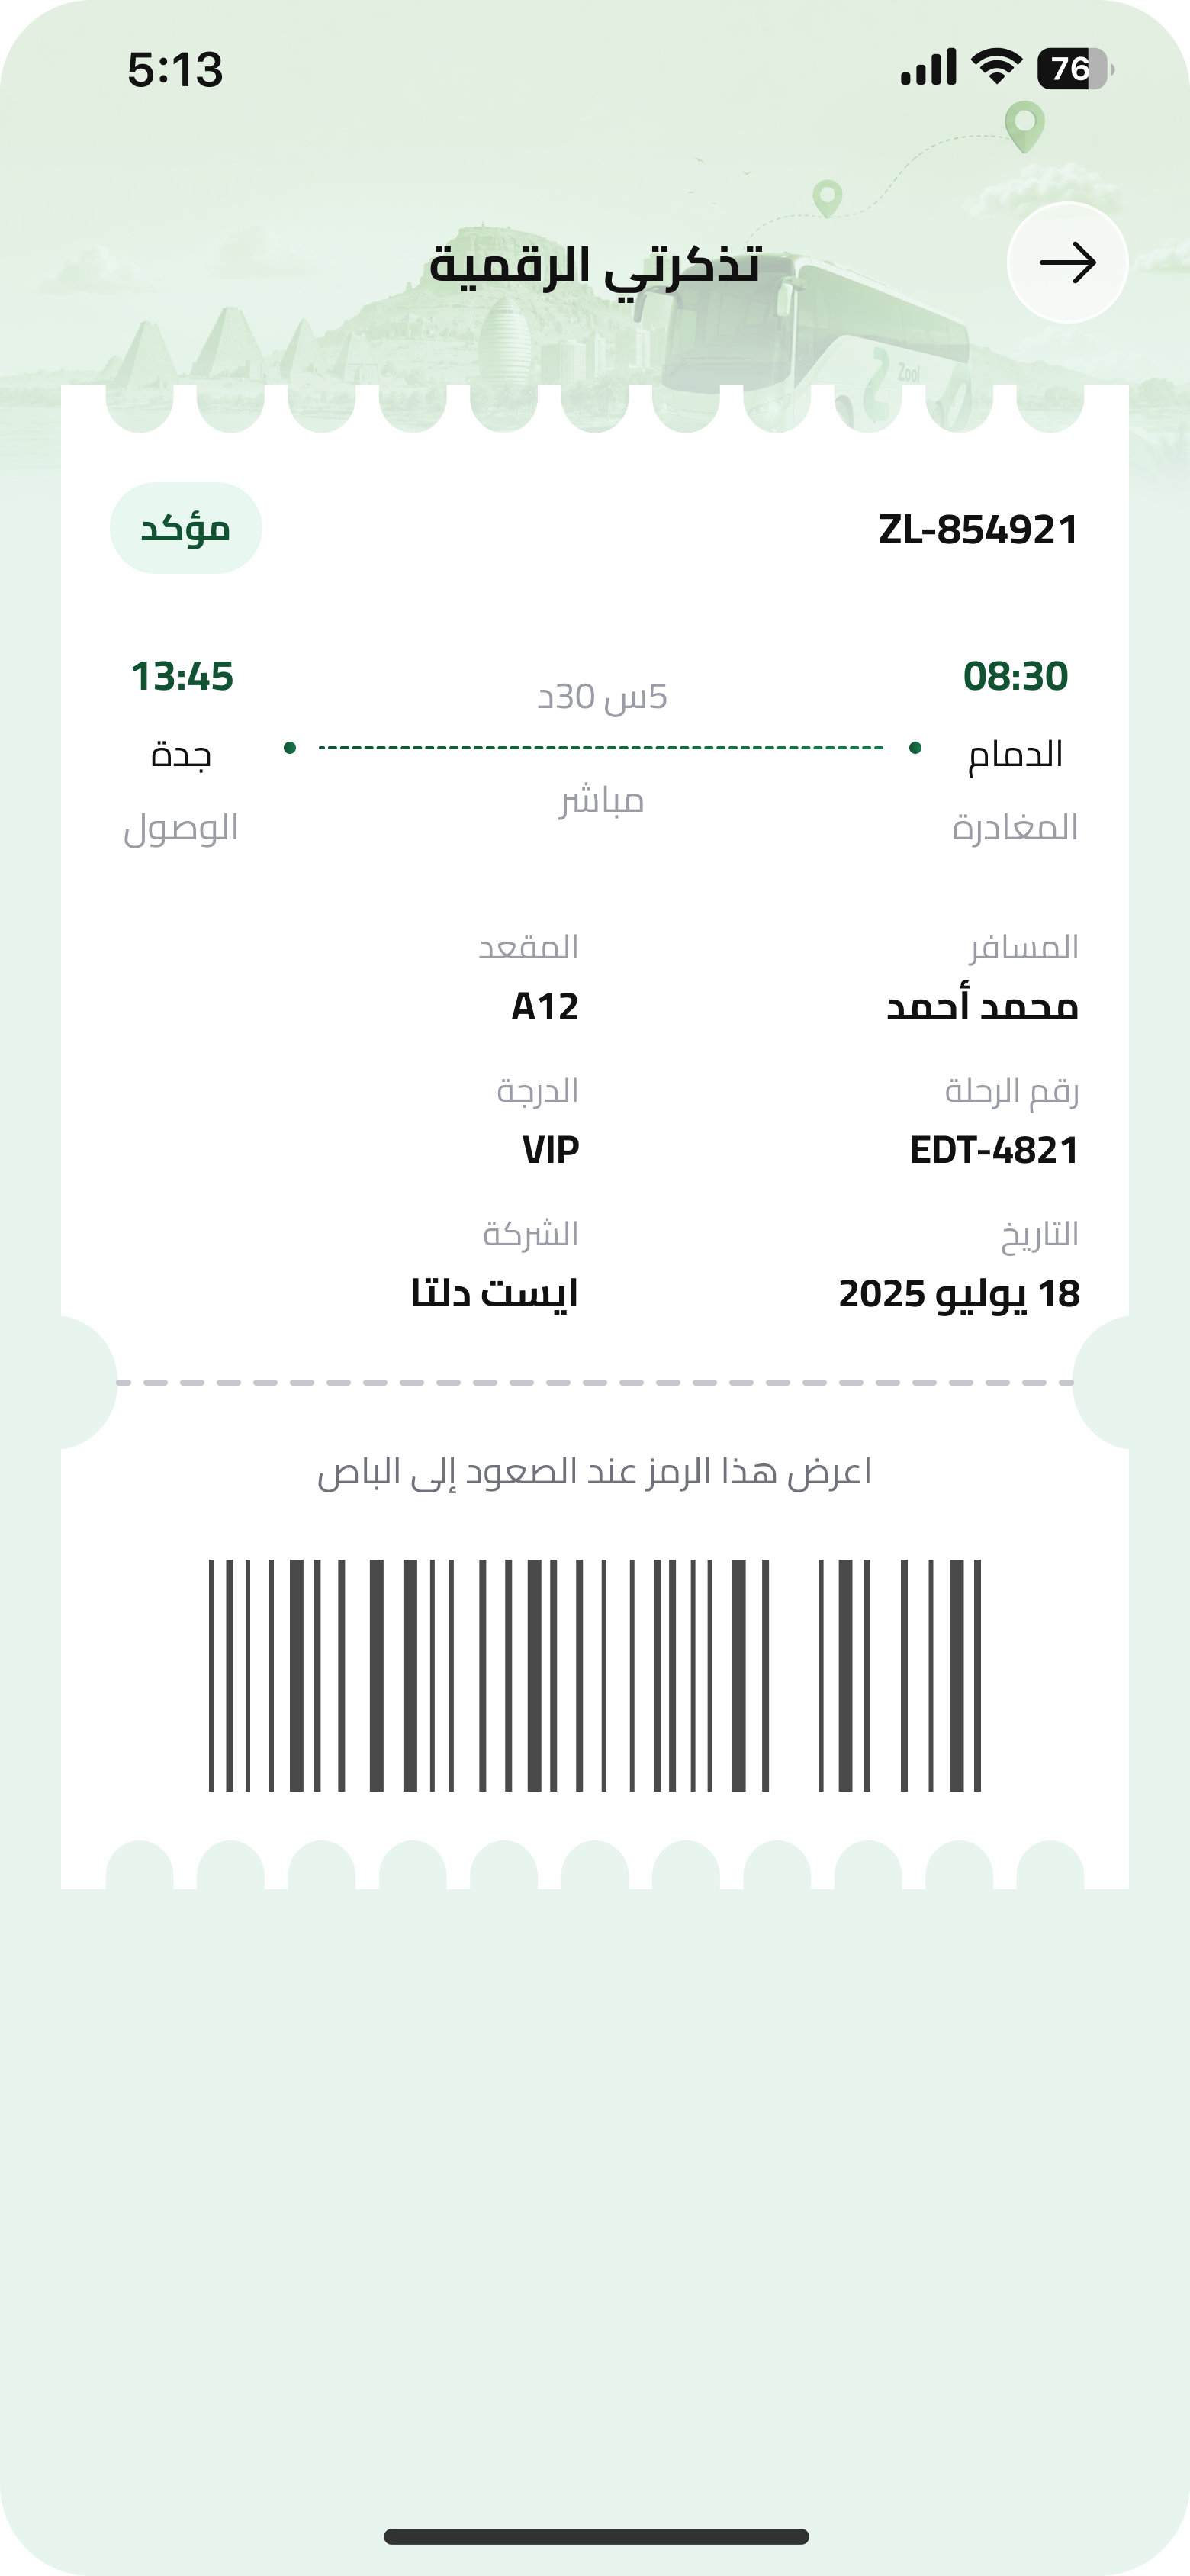 5:13
76
تذكرتي الرقمية
Zool
ZL-854921
مؤكد
08:30
5س 30د
13:45
الدمام
جدة
مباشر
المغادرة
الوصول
المسافر
المقعد
محمد أحمد
A12
رقم الرحلة
الدرجة
EDT-4821
VIP
التاريخ
الشركة
18 يوليو 2025
ايست دلتا
اعرض هذا الرمز عند الصعود إلى الباص